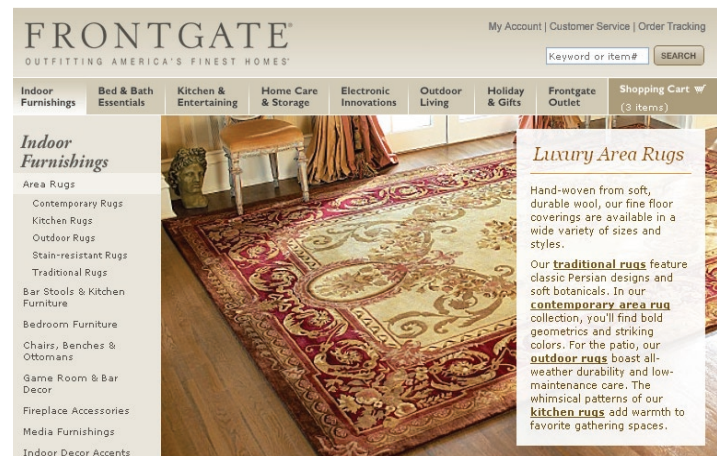 FRONTGATE®
OUTFITTING AMERICA'S FINEST HOMES®
My Account | Customer Service | Order Tracking
Keyword or item# SEARCH
Indoor Furnishings
Bed & Bath Essentials
Kitchen & Entertaining
Home Care & Storage
Electronic Innovations
Outdoor Living
Holiday & Gifts
Frontgate Outlet
Shopping Cart
(3 items)
Indoor
Furnishings
Area Rugs
Contemporary Rugs
Kitchen Rugs
Outdoor Rugs
Stain-resistant Rugs
Traditional Rugs
Bar Stools & Kitchen
Furniture
Bedroom Furniture
Chairs, Benches &
Ottomans
Game Room & Bar
Decor
Fireplace Accessories
Media Furnishings
Indoor Decor Accents
Luxury Area Rugs
Hand-woven from soft,
durable wool, our fine floor
coverings are available in a
wide variety of sizes and
styles.
Our traditional rugs feature
classic Persian designs and
soft botanicals. In our
contemporary area rug
collection, you'll find bold
geometrics and striking
colors. For the patio, our
outdoor rugs boast all-
weather durability and low-
maintenance care. The
whimsical patterns of our
kitchen rugs add warmth to
favorite gathering spaces.